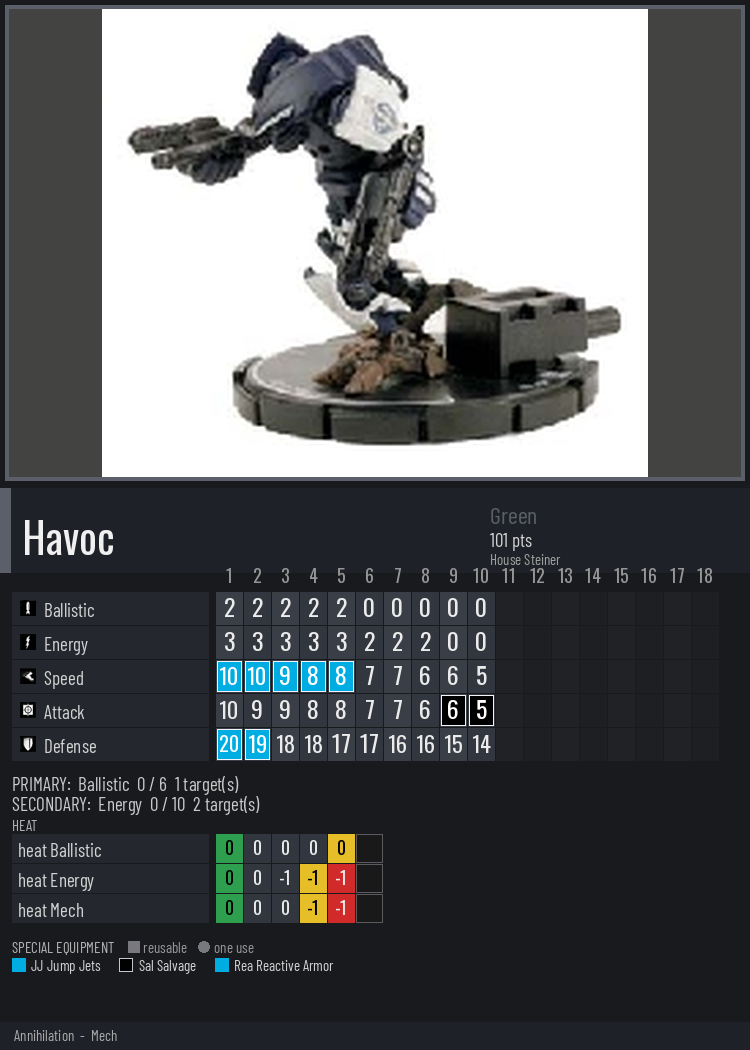 Havoc
Green
101 pts
House Steiner
1 2 3 4 5 6 7 8 9 10 11 12 13 14 15 16 17 18
Ballistic 2 2 2 2 2 0 0 0 0 0
Energy 3 3 3 3 3 2 2 2 0 0
Speed 10 10 9 8 8 7 7 6 6 5
Attack 10 9 9 8 8 7 7 6 6 5
Defense 20 19 18 18 17 17 16 16 15 14
PRIMARY: Ballistic 0 / 6 1 target(s)
SECONDARY: Energy 0 / 10 2 target(s)
HEAT
heat Ballistic 0 0 0 0 0
heat Energy 0 0 -1 -1 -1
heat Mech 0 0 0 -1 -1
SPECIAL EQUIPMENT reusable one use
JJ Jump Jets Sal Salvage Rea Reactive Armor
Annihilation - Mech